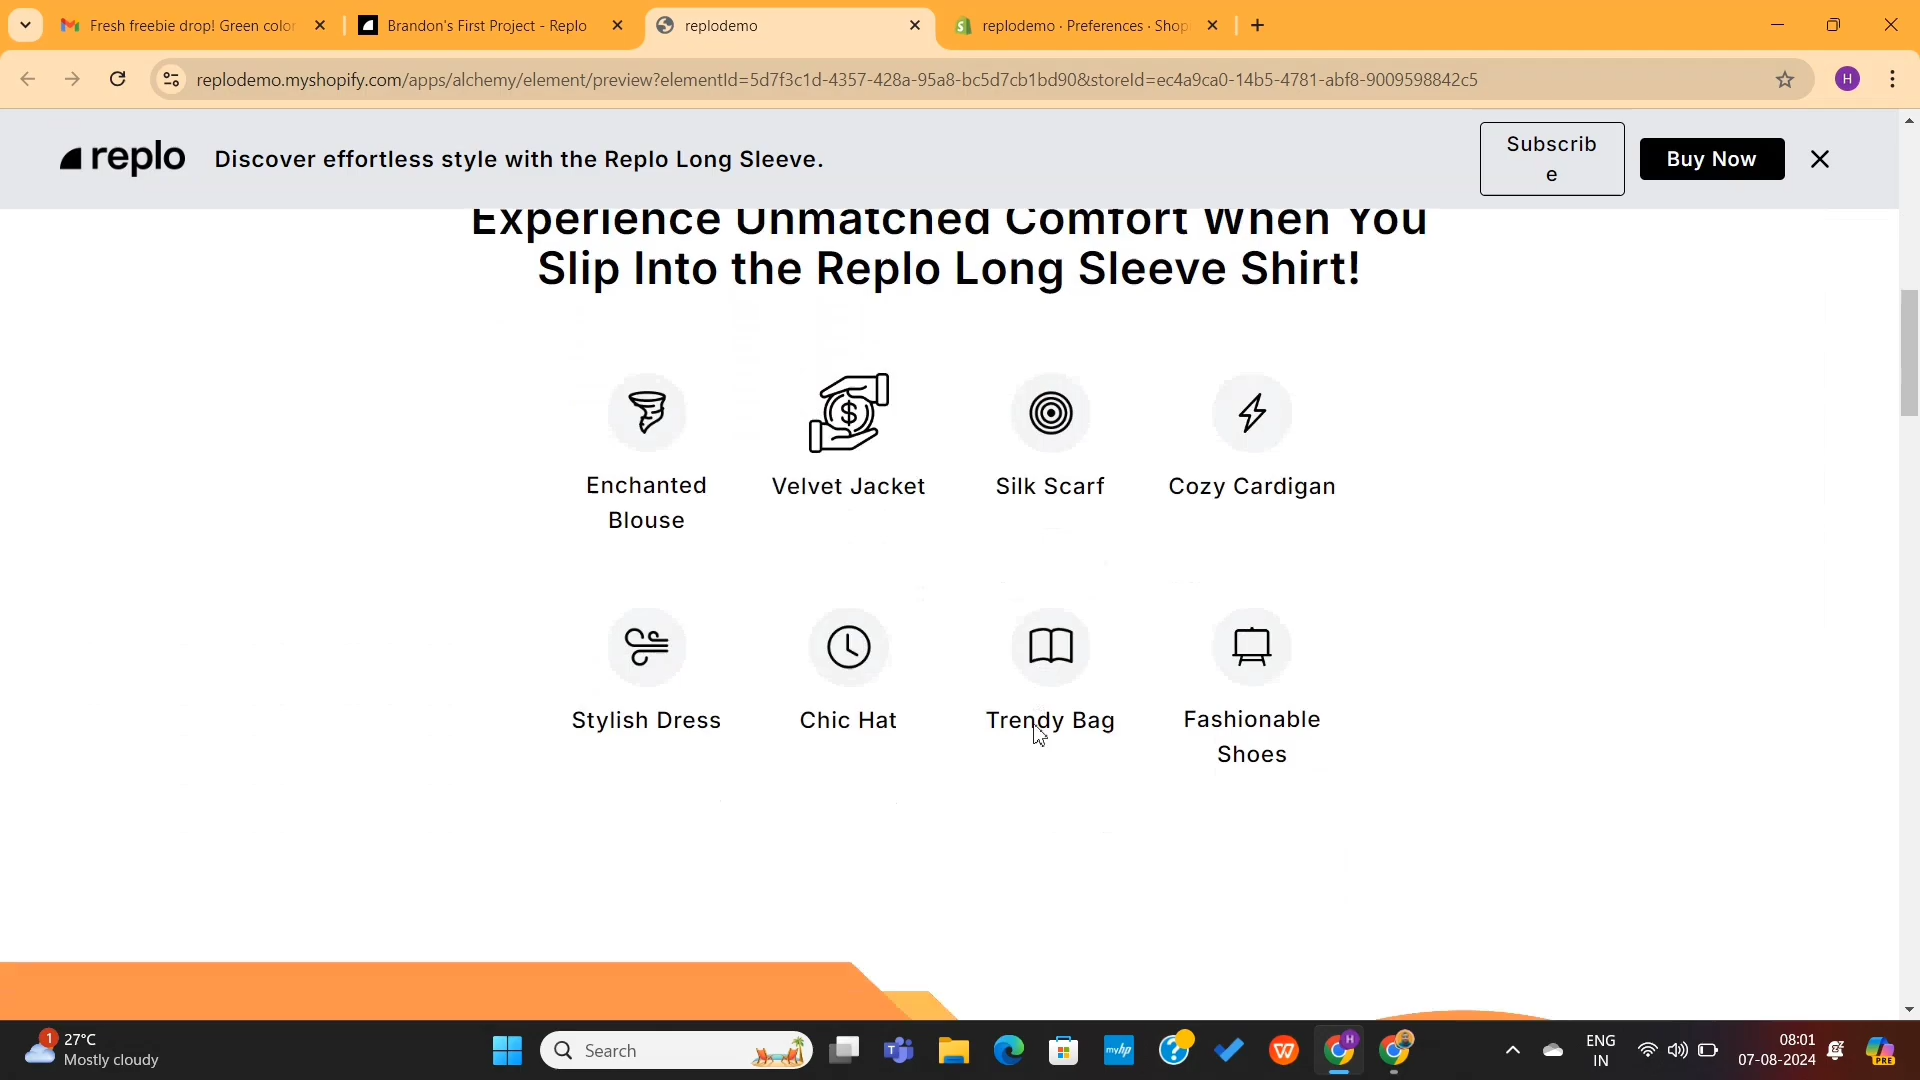 Fresh freebie drop! Green color
Brandon's First Project - Replo
replodemo
replodemo · Preferences · Shop
replodemo.myshopify.com/apps/alchemy/element/preview?elementId=5d7f3c1d-4357-428a-95a8-bc5d7cb1bd90&storeId=ec4a9ca0-14b5-4781-abf8-9009598842c5
H
replo
Discover effortless style with the Replo Long Sleeve.
Subscrib
e
Buy Now
Experience Unmatched Comfort When You
Slip Into the Replo Long Sleeve Shirt!
$
Enchanted
Blouse
Velvet Jacket
Silk Scarf
Cozy Cardigan
Stylish Dress
Chic Hat
Trendy Bag
Fashionable
Shoes
1
27°C
Mostly cloudy
Search
T
myhp
?
W
H
ENG
IN
08:01
07-08-2024
PRE